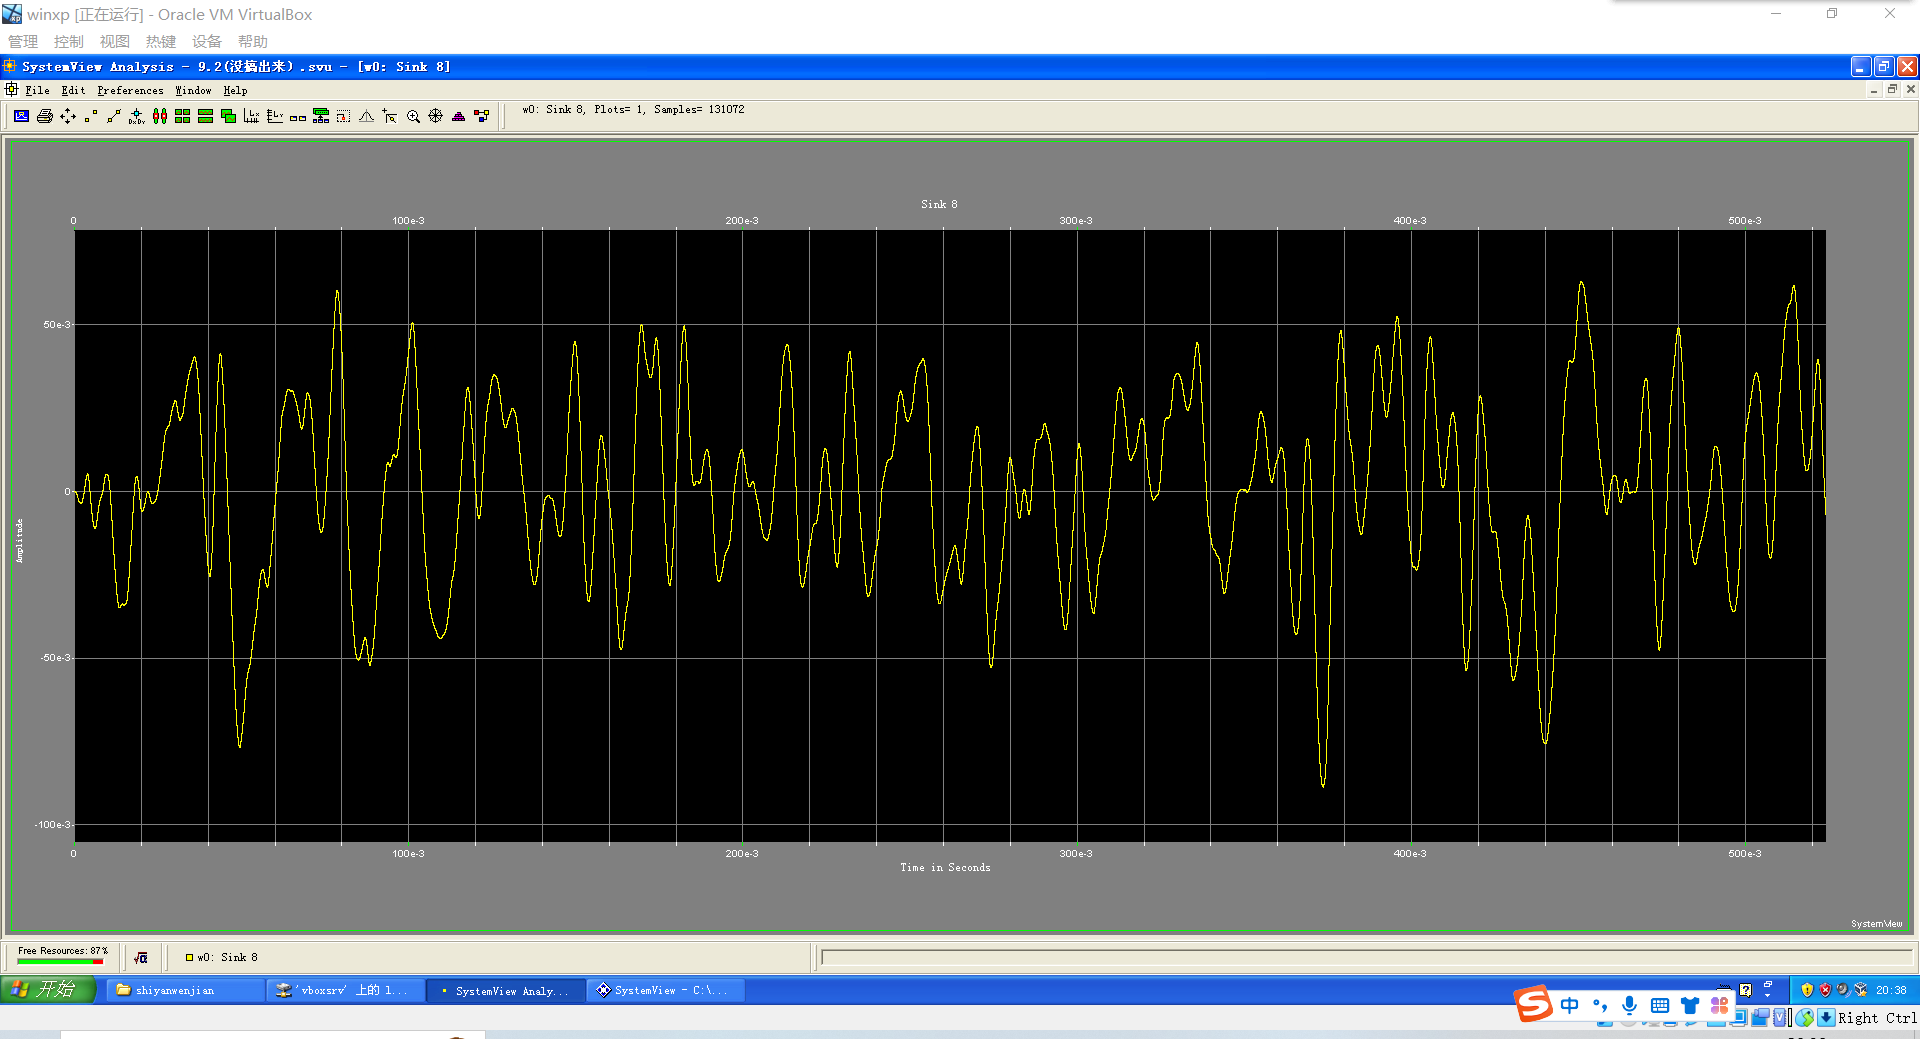 winxp [正在运行] - Oracle VM VirtualBox
管理 控制 视图 热键 设备 帮助
SystemView Analysis - 9.2(没搞出来).svu - [w0: Sink 8]
File Edit Preferences Window Help
w0: Sink 8, Plots= 1, Samples= 131072
Sink 8
0 100e-3 200e-3 300e-3 400e-3 500e-3
50e-3
0
Amplitude
-50e-3
-100e-3
0 100e-3 200e-3 300e-3 400e-3 500e-3
Time in Seconds
SystemView
Free Resources: 87%
w0: Sink 8
开始 shiyanwenjian 'vboxsrv' 上的 l... SystemView Analy... SystemView - C:\... 20:38
中
Right Ctrl